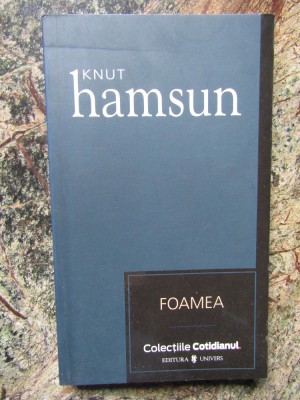 KNUT
hamsun
FOAMEA
Colecțiile Cotidianul.
EDITURA UNIVERS